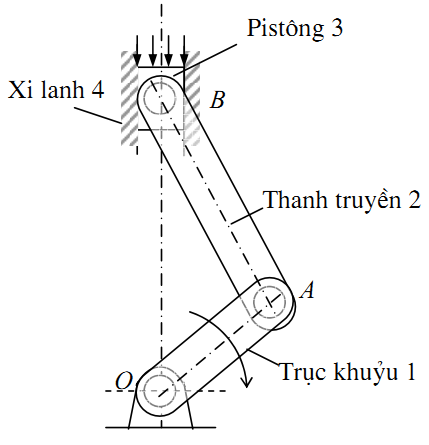 Pistông 3
Xi lanh 4
B
Thanh truyền 2
A
Trục khuỷu 1
O